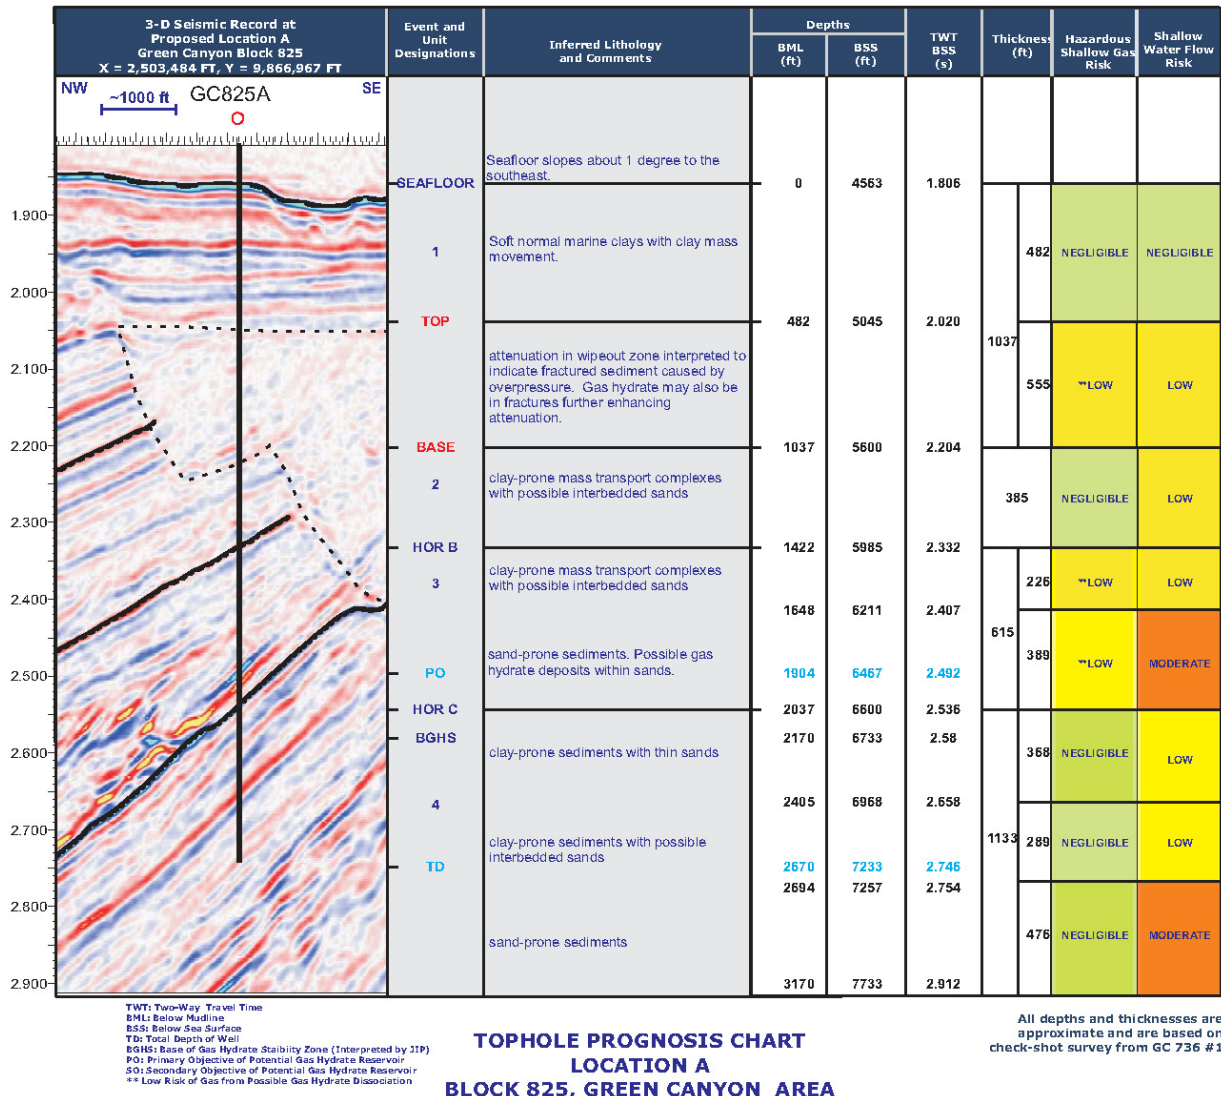 3-D Seismic Record at
Proposed Location A
Green Canyon Block 825
X = 2,503,484 FT, Y = 9,866,967 FT
Event and
Unit
Designations
Inferred Lithology
and Comments
Depths
BML
(ft)
BSS
(ft)
TWT
BSS
(s)
Thickness
(ft)
Hazardous
Shallow Gas
Risk
Shallow
Water Flow
Risk
NW
~1000 ft
GC825A
SE
1.900
2.000
2.100
2.200
2.300
2.400
2.500
2.600
2.700
2.800
2.900
Seafloor slopes about 1 degree to the
southeast.
SEAFLOOR 0 4563 1.806
1
Soft normal marine clays with clay mass
movement.
482 NEGLIGIBLE NEGLIGIBLE
TOP 482 5045 2.020
1037
attenuation in wipeout zone interpreted to
indicate fractured sediment caused by
overpressure. Gas hydrate may also be
in fractures further enhancing
attenuation.
555 **LOW LOW
BASE 1037 5600 2.204
2
clay-prone mass transport complexes
with possible interbedded sands
385 NEGLIGIBLE LOW
HOR B 1422 5985 2.332
3
clay-prone mass transport complexes
with possible interbedded sands
226 **LOW LOW
1648 6211 2.407
615
sand-prone sediments. Possible gas
hydrate deposits within sands.
389 **LOW MODERATE
PO 1904 6467 2.492
HOR C 2037 6600 2.536
BGHS 2170 6733 2.58
clay-prone sediments with thin sands
368 NEGLIGIBLE LOW
4 2405 6968 2.658
1133
clay-prone sediments with possible
interbedded sands
289 NEGLIGIBLE LOW
TD 2670 7233 2.746
2694 7257 2.754
sand-prone sediments
476 NEGLIGIBLE MODERATE
3170 7733 2.912
TWT: Two-Way Travel Time
BML: Below Mudline
BSS: Below Sea Surface
TD: Total Depth of Well
BGHS: Base of Gas Hydrate Staibiity Zone (Interpreted by JIP)
PO: Primary Objective of Potential Gas Hydrate Reservoir
SO: Secondary Objective of Potential Gas Hydrate Reservoir
** Low Risk of Gas from Possible Gas Hydrate Dissociation
TOPHOLE PROGNOSIS CHART
LOCATION A
BLOCK 825, GREEN CANYON AREA
All depths and thicknesses are
approximate and are based on
check-shot survey from GC 736 #1